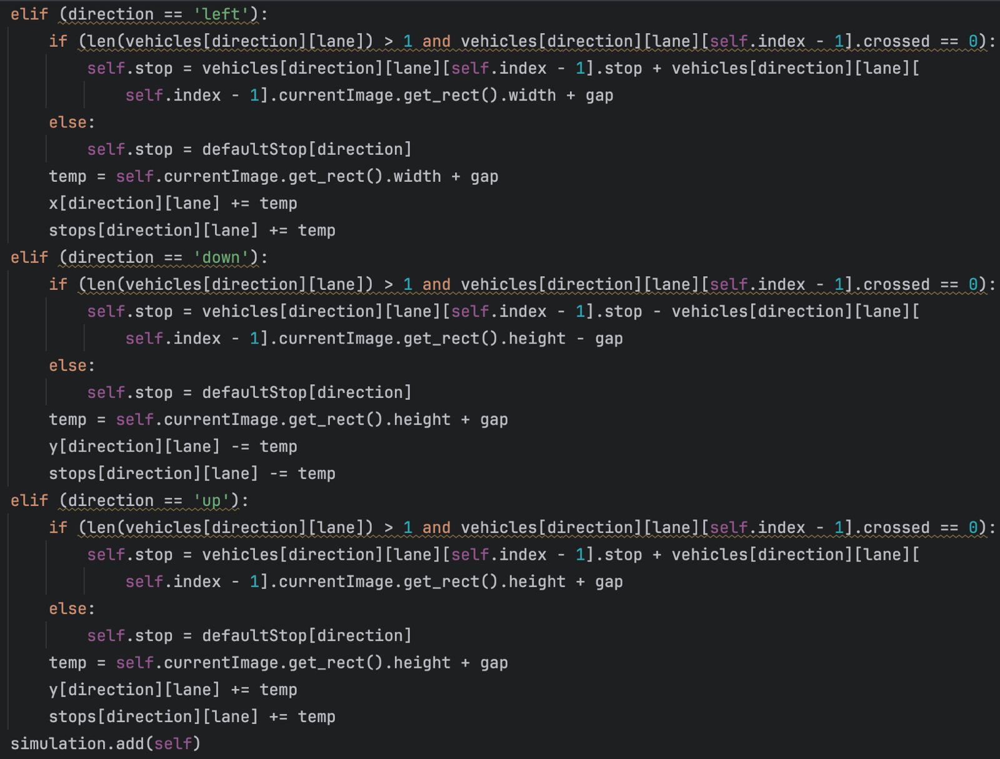 elif (direction == 'left'):
    if (len(vehicles[direction][lane]) > 1 and vehicles[direction][lane][self.index - 1].crossed == 0):
        self.stop = vehicles[direction][lane][self.index - 1].stop + vehicles[direction][lane][
            self.index - 1].currentImage.get_rect().width + gap
    else:
        self.stop = defaultStop[direction]
    temp = self.currentImage.get_rect().width + gap
    x[direction][lane] += temp
    stops[direction][lane] += temp
elif (direction == 'down'):
    if (len(vehicles[direction][lane]) > 1 and vehicles[direction][lane][self.index - 1].crossed == 0):
        self.stop = vehicles[direction][lane][self.index - 1].stop - vehicles[direction][lane][
            self.index - 1].currentImage.get_rect().height - gap
    else:
        self.stop = defaultStop[direction]
    temp = self.currentImage.get_rect().height + gap
    y[direction][lane] -= temp
    stops[direction][lane] -= temp
elif (direction == 'up'):
    if (len(vehicles[direction][lane]) > 1 and vehicles[direction][lane][self.index - 1].crossed == 0):
        self.stop = vehicles[direction][lane][self.index - 1].stop + vehicles[direction][lane][
            self.index - 1].currentImage.get_rect().height + gap
    else:
        self.stop = defaultStop[direction]
    temp = self.currentImage.get_rect().height + gap
    y[direction][lane] += temp
    stops[direction][lane] += temp
simulation.add(self)